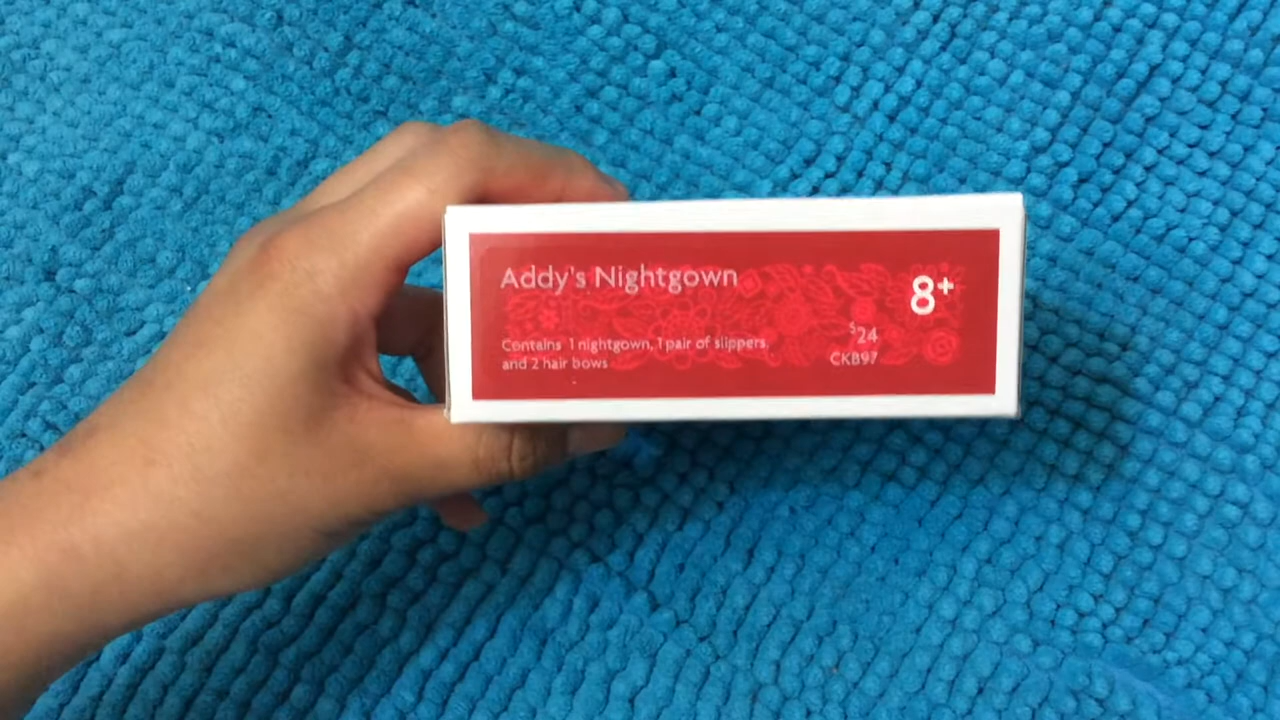 Addy's Nightgown
8+
Contains 1 nightgown, 1 pair of slippers,
and 2 hair bows
$24
CKB97